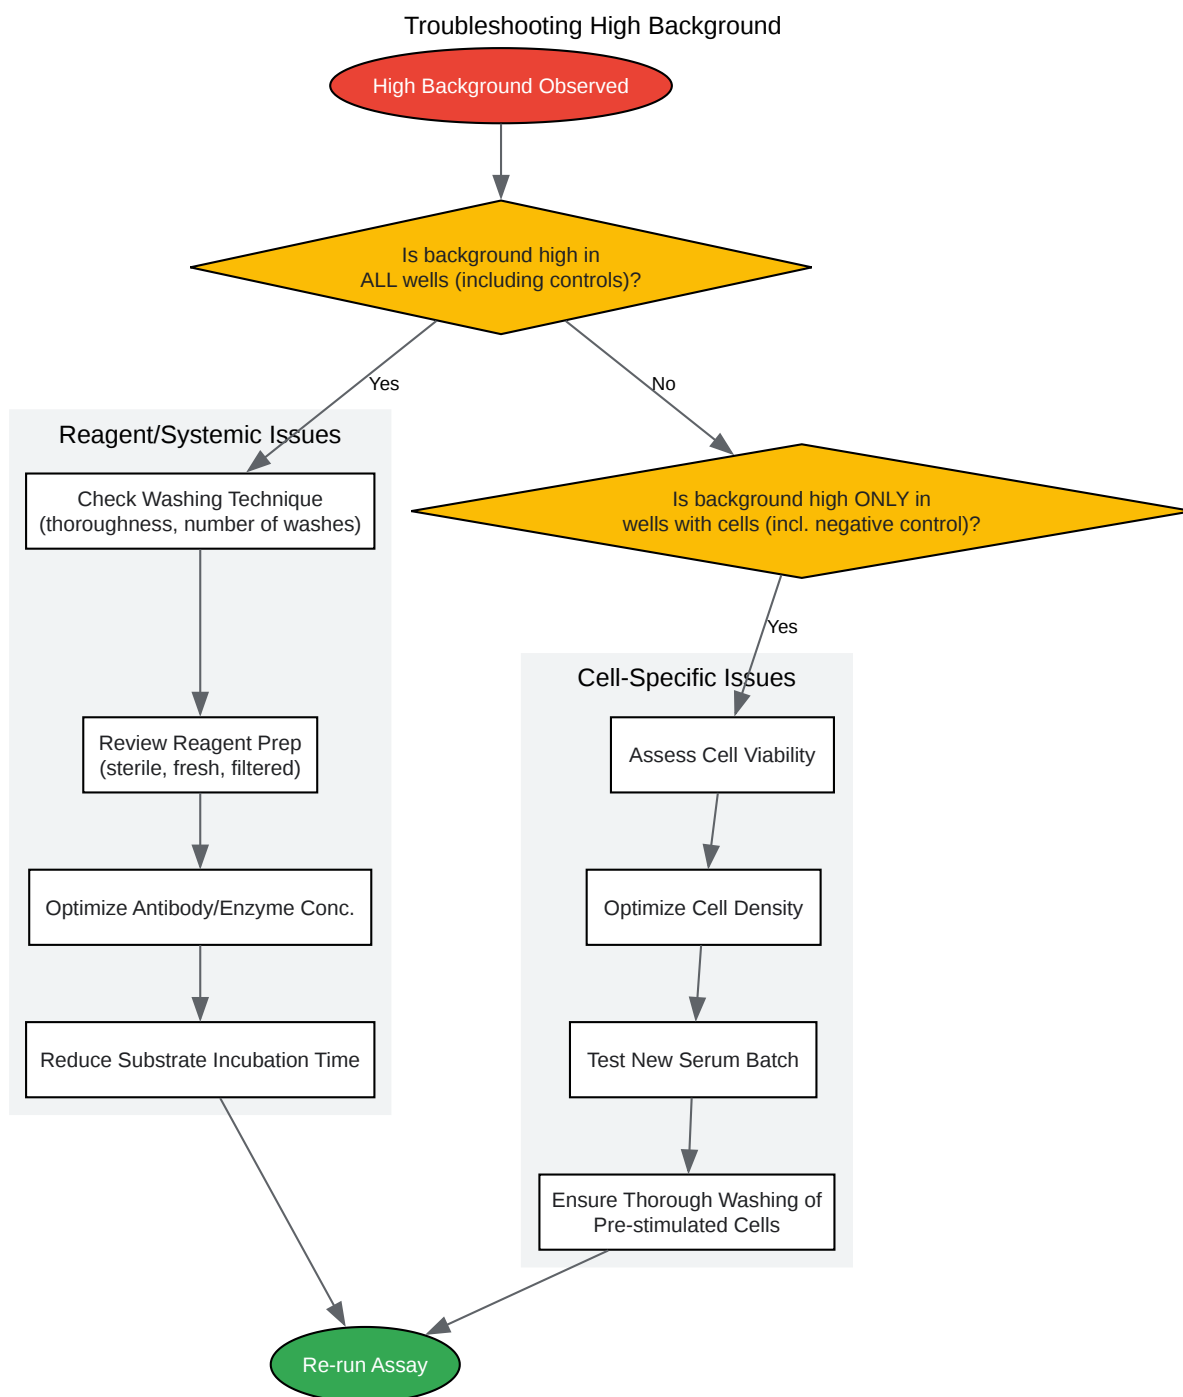 Troubleshooting High Background
High Background Observed
Is background high in
ALL wells (including controls)?
Yes
No
Reagent/Systemic Issues
Check Washing Technique
(thoroughness, number of washes)
Is background high ONLY in
wells with cells (incl. negative control)?
Yes
Cell-Specific Issues
Review Reagent Prep
(sterile, fresh, filtered)
Assess Cell Viability
Optimize Antibody/Enzyme Conc.
Optimize Cell Density
Reduce Substrate Incubation Time
Test New Serum Batch
Ensure Thorough Washing of
Pre-stimulated Cells
Re-run Assay